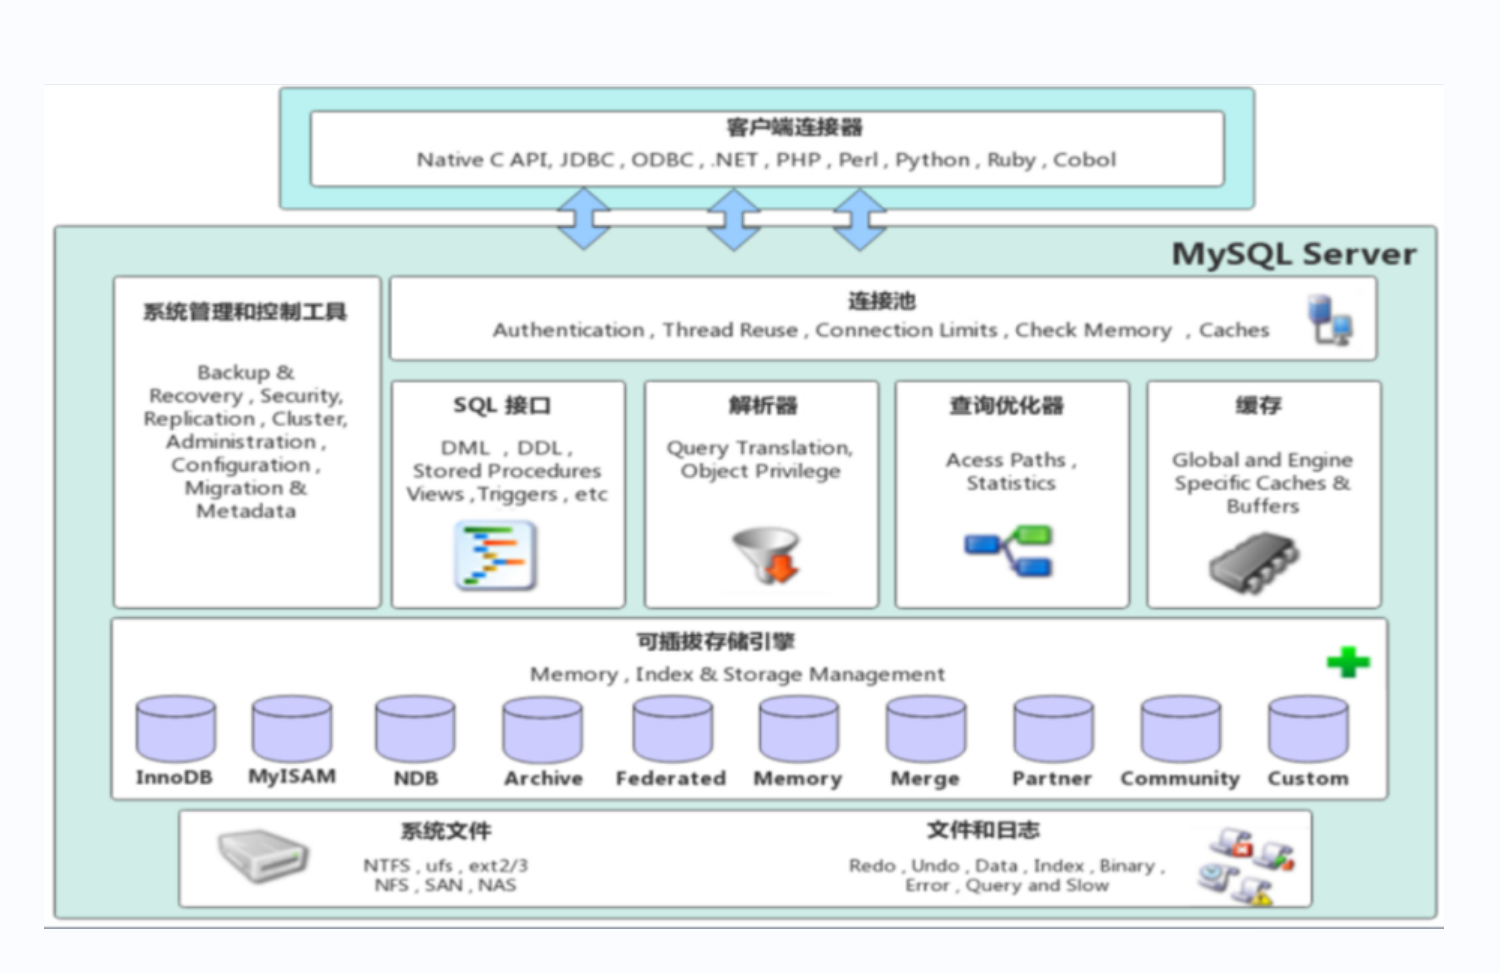 客户端连接器
Native C API, JDBC , ODBC , .NET , PHP , Perl , Python , Ruby , Cobol
MySQL Server
系统管理和控制工具
Backup &
Recovery , Security,
Replication , Cluster,
Administration ,
Configuration ,
Migration &
Metadata
连接池
Authentication , Thread Reuse , Connection Limits , Check Memory , Caches
SQL 接口
DML , DDL ,
Stored Procedures
Views ,Triggers , etc
解析器
Query Translation,
Object Privilege
查询优化器
Acess Paths ,
Statistics
缓存
Global and Engine
Specific Caches &
Buffers
可插拔存储引擎
Memory , Index & Storage Management
InnoDB
MyISAM
NDB
Archive
Federated
Memory
Merge
Partner
Community
Custom
系统文件
NTFS , ufs , ext2/3
NFS , SAN , NAS
文件和日志
Redo , Undo , Data , Index , Binary ,
Error , Query and Slow